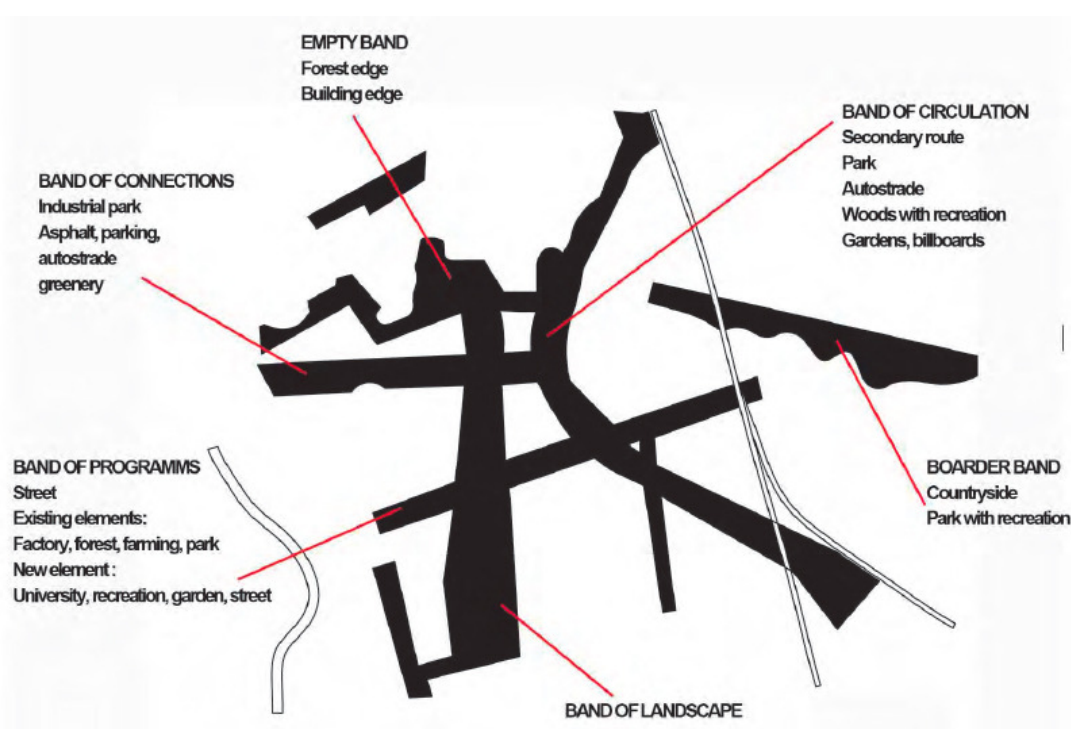 EMPTY BAND
Forest edge
Building edge
BAND OF CIRCULATION
Secondary route
Park
Autostrade
Woods with recreation
Gardens, billboards
BAND OF CONNECTIONS
Industrial park
Asphalt, parking,
autostrade
greenery
BAND OF PROGRAMMS
Street
Existing elements:
Factory, forest, farming, park
New element :
University, recreation, garden, street
BOARDER BAND
Countryside
Park with recreation
BAND OF LANDSCAPE